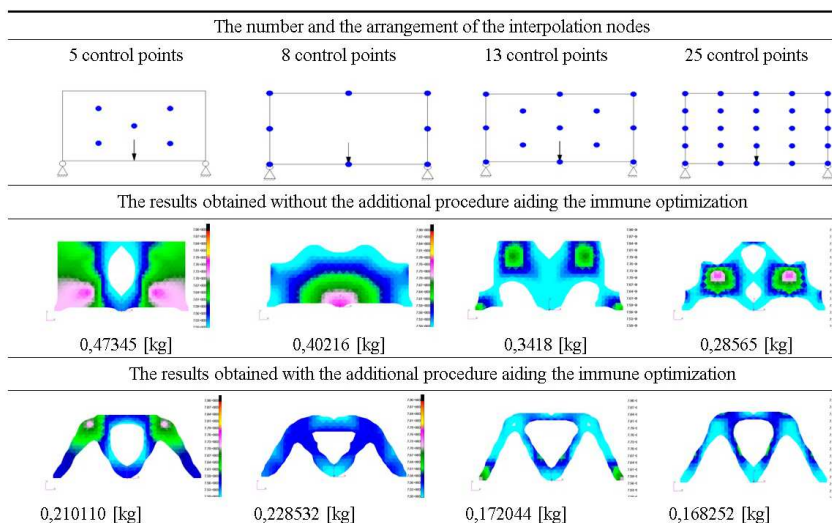 The number and the arrangement of the interpolation nodes
5 control points 8 control points 13 control points 25 control points
The results obtained without the additional procedure aiding the immune optimization
0,47345 [kg] 0,40216 [kg] 0,3418 [kg] 0,28565 [kg]
The results obtained with the additional procedure aiding the immune optimization
0,210110 [kg] 0,228532 [kg] 0,172044 [kg] 0,168252 [kg]